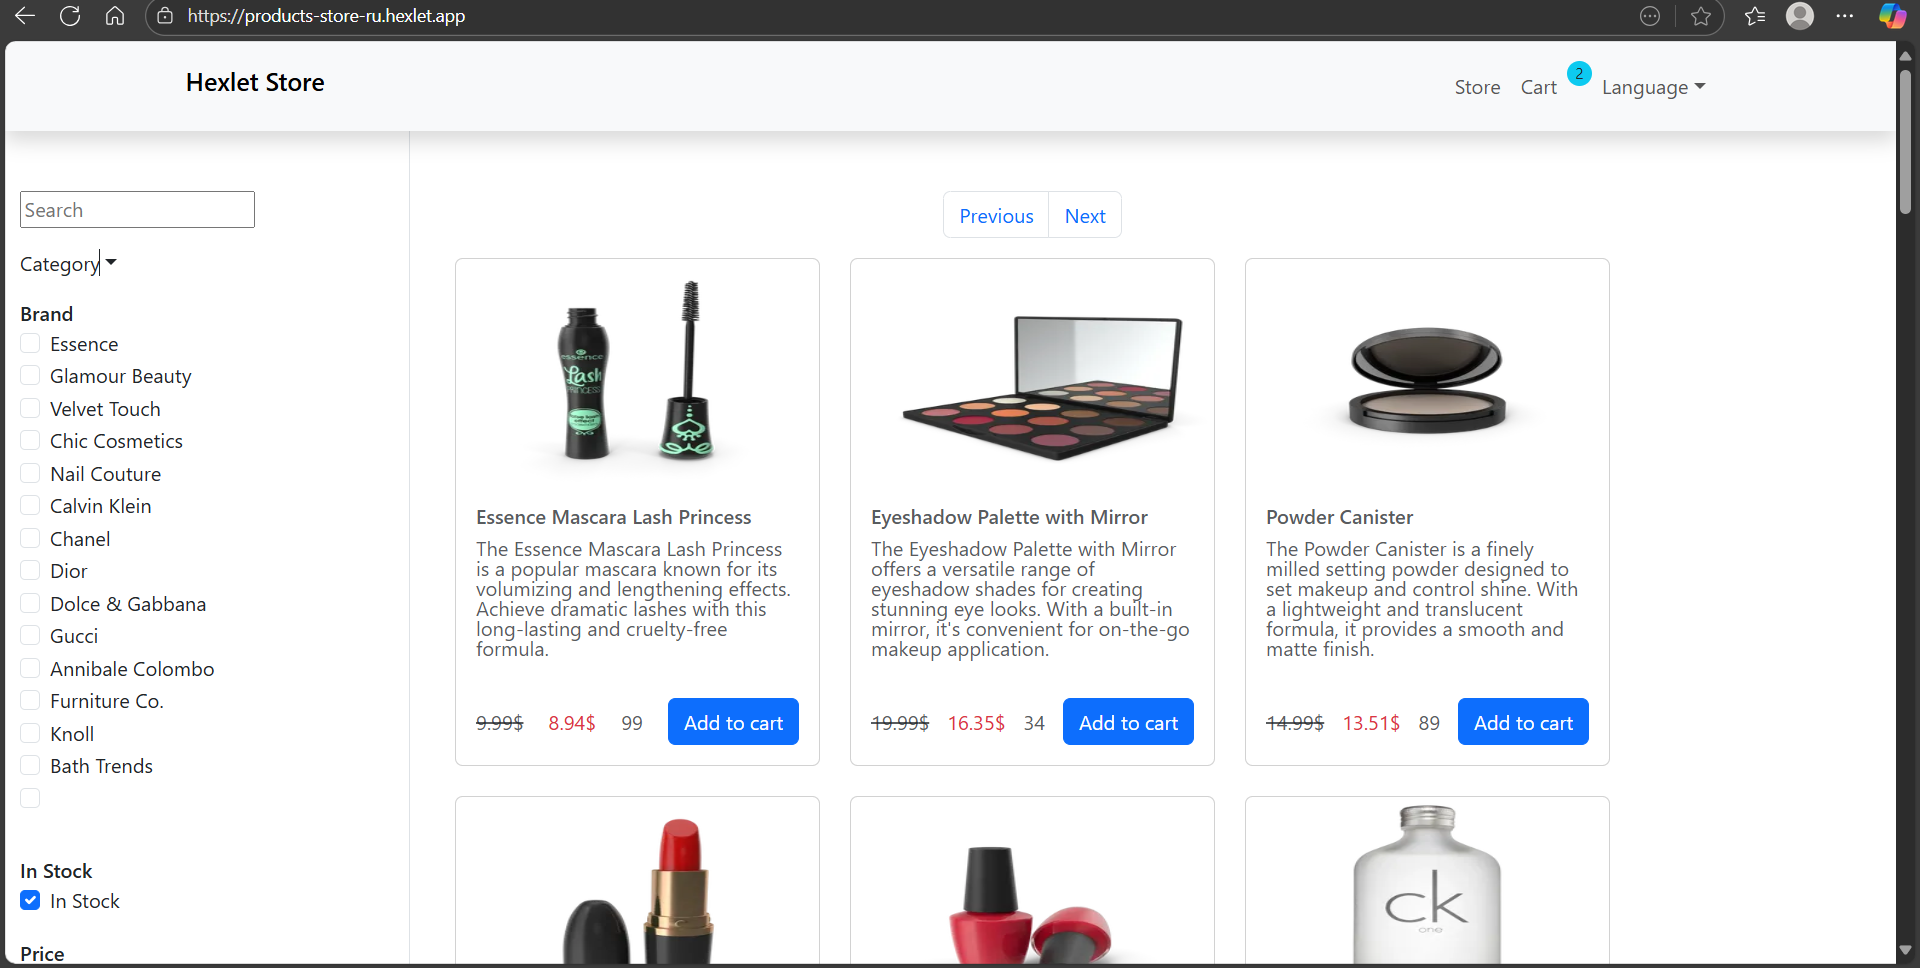 https://products-store-ru.hexlet.app
Hexlet Store
Store
Cart
2
Language
Search
Category
Brand
Essence
Glamour Beauty
Velvet Touch
Chic Cosmetics
Nail Couture
Calvin Klein
Chanel
Dior
Dolce & Gabbana
Gucci
Annibale Colombo
Furniture Co.
Knoll
Bath Trends
In Stock
In Stock
Price
Previous
Next
essence
Lash
PRINCESS
Essence Mascara Lash Princess
The Essence Mascara Lash Princess
is a popular mascara known for its
volumizing and lengthening effects.
Achieve dramatic lashes with this
long-lasting and cruelty-free
formula.
9.99$
8.94$
99
Add to cart
Eyeshadow Palette with Mirror
The Eyeshadow Palette with Mirror
offers a versatile range of
eyeshadow shades for creating
stunning eye looks. With a built-in
mirror, it's convenient for on-the-go
makeup application.
19.99$
16.35$
34
Add to cart
Powder Canister
The Powder Canister is a finely
milled setting powder designed to
set makeup and control shine. With
a lightweight and translucent
formula, it provides a smooth and
matte finish.
14.99$
13.51$
89
Add to cart
ck
one